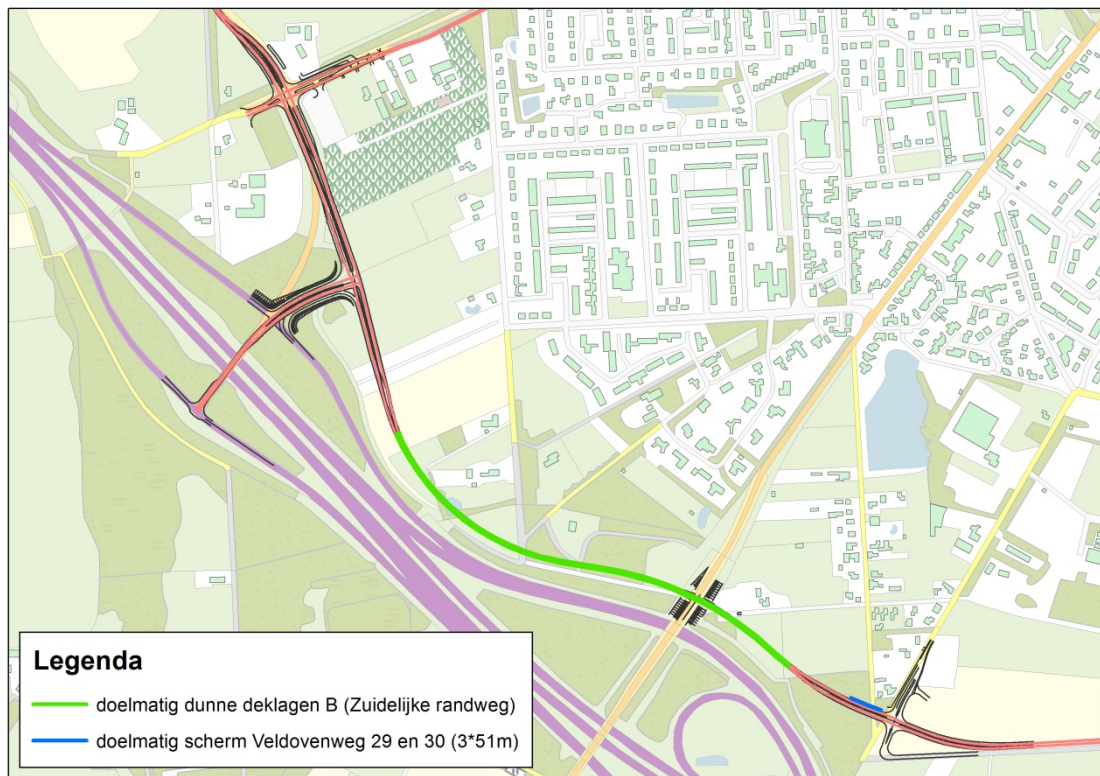 Legenda
doelmatig dunne deklagen B (Zuidelijke randweg)
doelmatig scherm Veldovenweg 29 en 30 (3*51m)